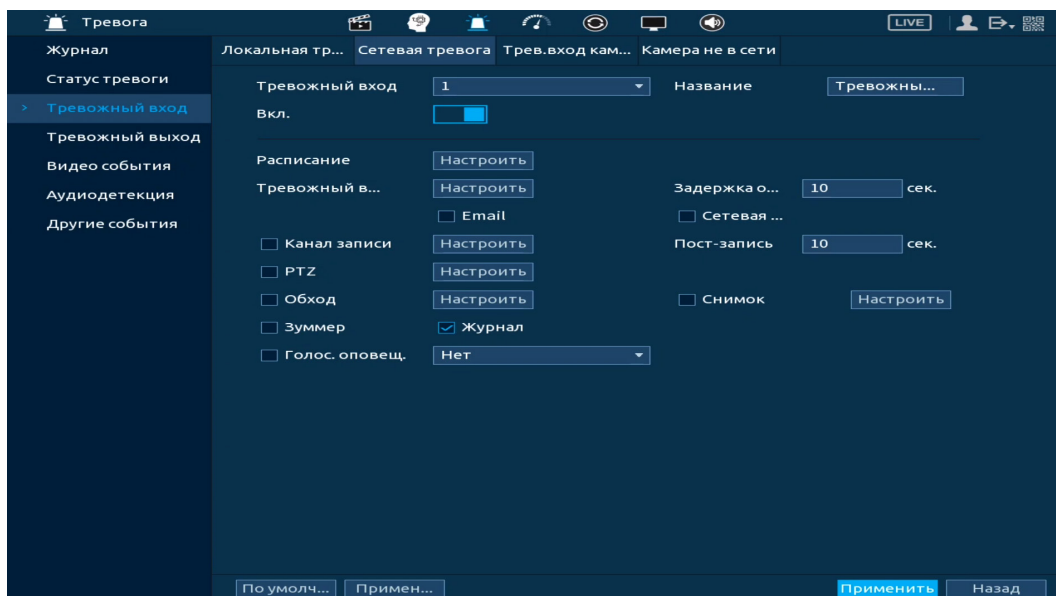 Тревога LIVE
Журнал
Статус тревоги
> Тревожный вход
Тревожный выход
Видео события
Аудиодетекция
Другие события
Локальная тр... Сетевая тревога Трев.вход кам... Камера не в сети
Тревожный вход 1 Название Тревожны...
Вкл.
Расписание Настроить
Тревожный в... Настроить Задержка о... 10 сек.
Email Сетевая ...
Канал записи Настроить Пост-запись 10 сек.
PTZ Настроить
Обход Настроить Снимок Настроить
Зуммер Журнал
Голос. оповещ. Нет
По умолч... Примен... Применить Назад